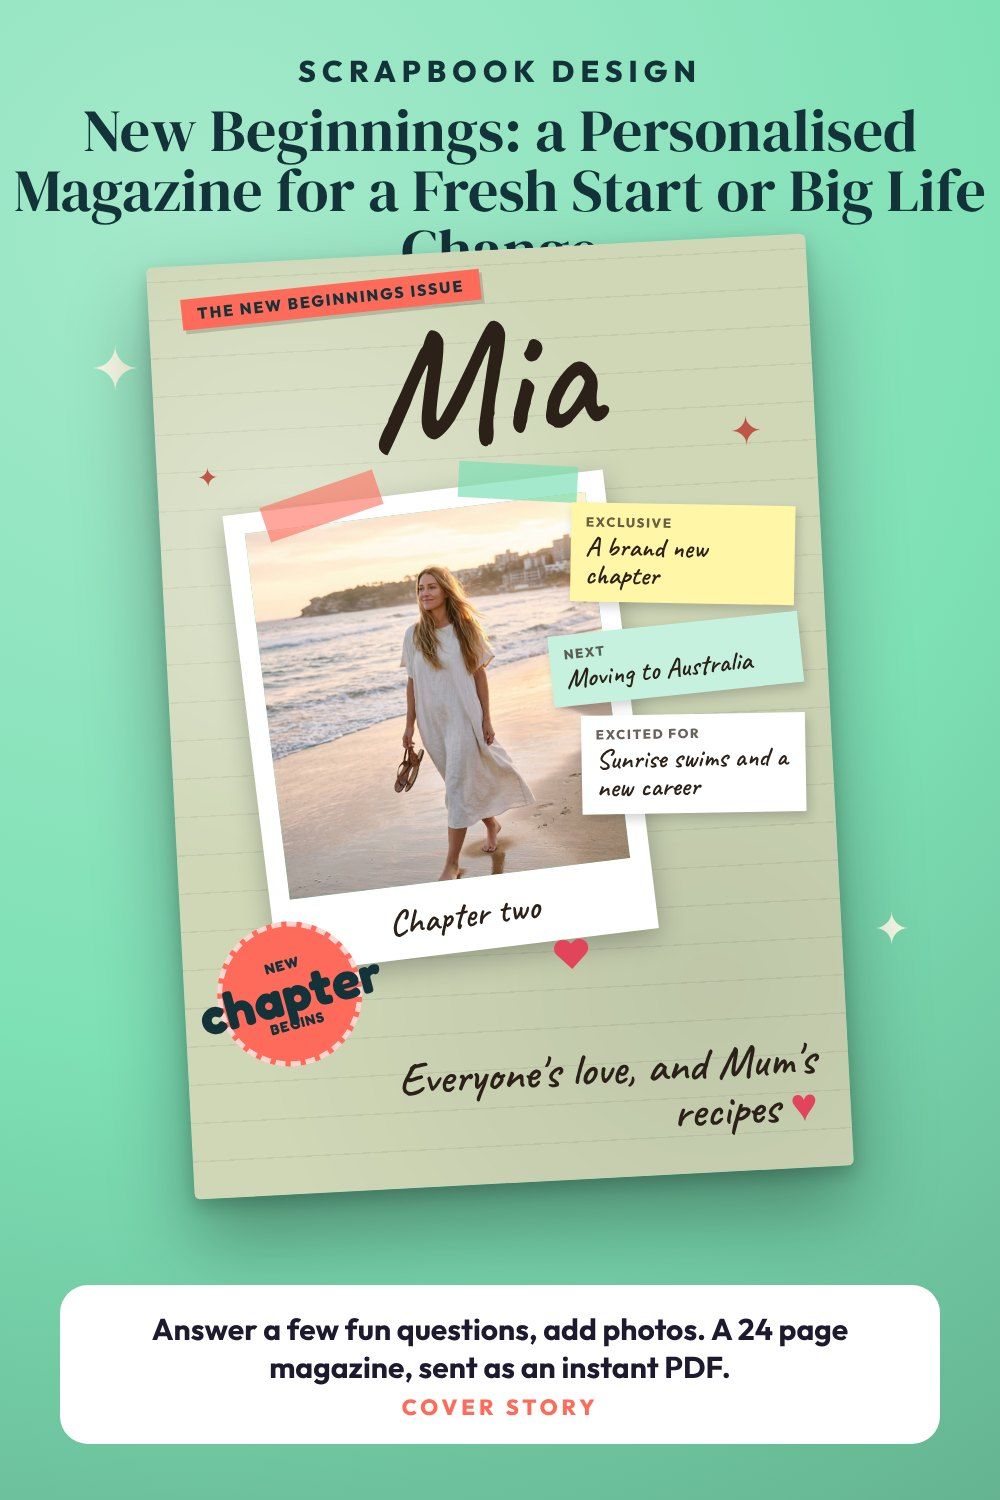 SCRAPBOOK DESIGN
New Beginnings: a Personalised
Magazine for a Fresh Start or Big Life
THE NEW BEGINNINGS ISSUE
Mia
EXCLUSIVE
A brand new
chapter
NEXT
Moving to Australia
EXCITED FOR
Sunrise swims and a
new career
Chapter two
NEW
chapter
BEGINS
Everyone's love, and Mum's
recipes ♥
Answer a few fun questions, add photos. A 24 page
magazine, sent as an instant PDF.
COVER STORY